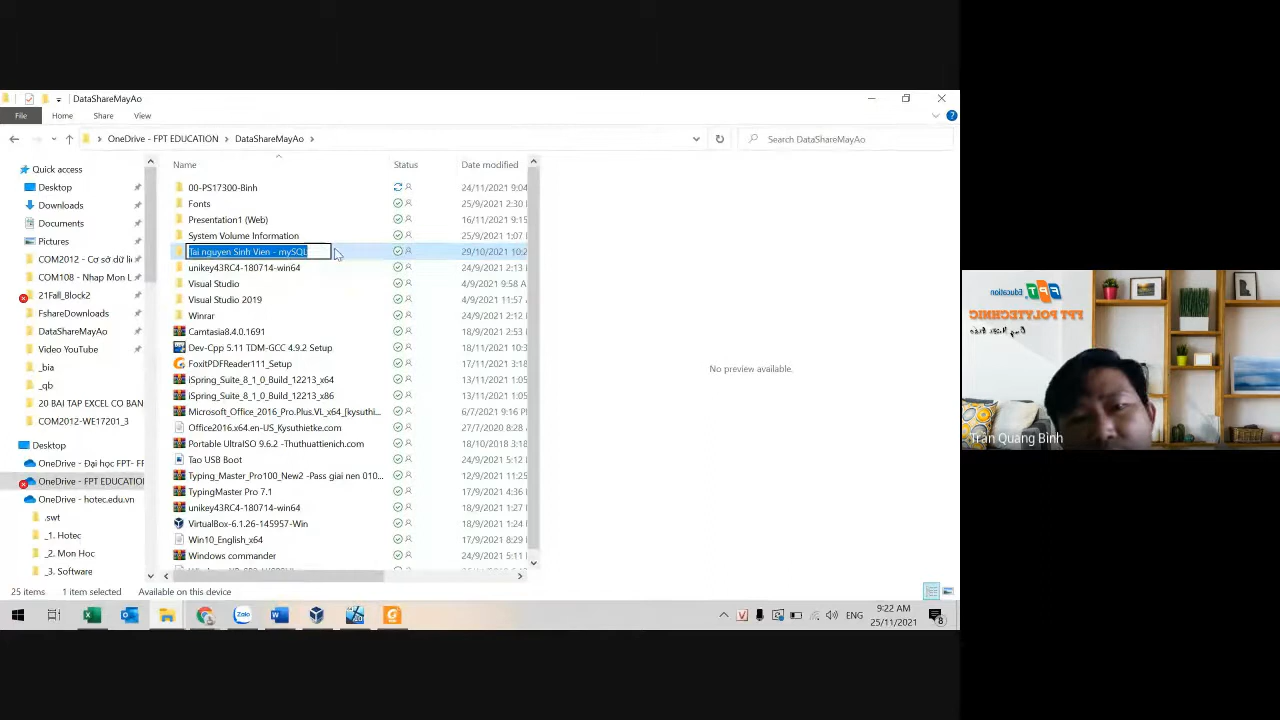 DataShareMayAo
File Home Share View
OneDrive - FPT EDUCATION DataShareMayAo
Search DataShareMayAo
Quick access
Desktop
Downloads
Documents
Pictures
COM2012 - Cơ sở dữ liệ
COM108 - Nhap Mon L
21Fall_Block2
FshareDownloads
DataShareMayAo
Video YouTube
_bia
_qb
20 BAI TAP EXCEL CO BAN
COM2012-WE17201_3
Desktop
OneDrive - Đại học FPT- FF
OneDrive - FPT EDUCATION
OneDrive - hotec.edu.vn
.swt
_1. Hotec
_2. Mon Hoc
_3. Software
Name Status Date modified
00-PS17300-Binh 24/11/2021 9:04
Fonts 25/9/2021 2:30
Presentation1 (Web) 16/11/2021 9:15
System Volume Information 25/9/2021 1:07
Tai nguyen Sinh Vien - mySQL 29/10/2021 10:2
unikey43RC4-180714-win64 24/9/2021 2:13
Visual Studio 4/9/2021 9:58
Visual Studio 2019 4/9/2021 11:57
Winrar 24/9/2021 2:12
Camtasia8.4.0.1691 18/9/2021 2:53
Dev-Cpp 5.11 TDM-GCC 4.9.2 Setup 18/11/2021 10:3
FoxitPDFReader111_Setup 17/11/2021 3:18
iSpring_Suite_8_1_0_Build_12213_x64 13/11/2021 1:05
iSpring_Suite_8_1_0_Build_12213_x86 13/11/2021 1:05
Microsoft_Office_2016_Pro.Plus.VL_x64_[kysuthi... 6/7/2021 9:16 P
Office2016.x64.en-US_Kysuthietke.com 27/7/2020 8:28
Portable UltraISO 9.6.2 -Thuthuattienich.com 18/10/2018 3:18
Tao USB Boot 24/9/2021 5:12
Typing_Master_Pro100_New2 -Pass giai nen 010... 12/9/2021 11:25
TypingMaster Pro 7.1 17/9/2021 4:36
unikey43RC4-180714-win64 18/9/2021 1:27
VirtualBox-6.1.26-145957-Win 18/9/2021 1:24
Win10_English_x64 17/9/2021 8:29
Windows commander 24/9/2021 5:11
No preview available.
25 items 1 item selected Available on this device
Zalo
ENG
9:22 AM
25/11/2021
8
FPT Education
FPT POLYTECHNIC
Trần Quang Bình